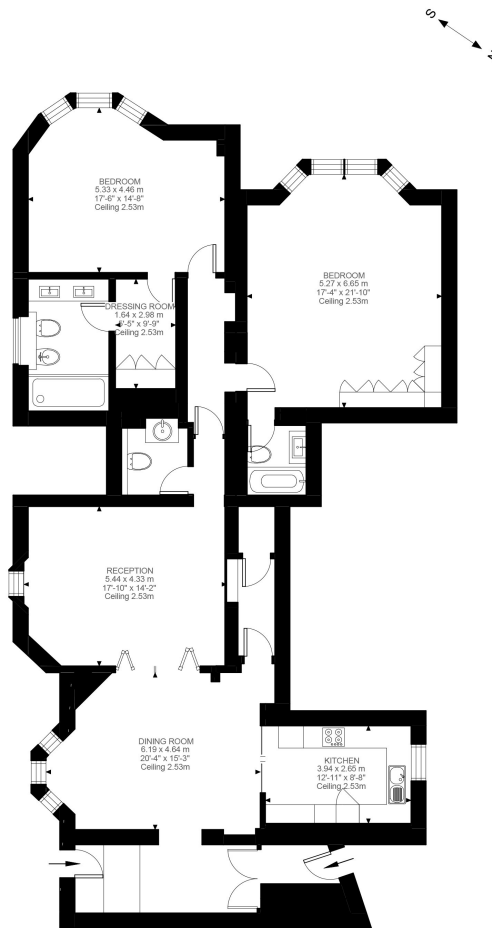 S
N
BEDROOM
5.33 x 4.46 m
17'-6" x 14'-8"
Ceiling 2.53m
BEDROOM
5.27 x 6.65 m
17'-4" x 21'-10"
Ceiling 2.53m
DRESSING ROOM
1.64 x 2.98 m
5'-5" x 9'-9"
Ceiling 2.53m
RECEPTION
5.44 x 4.33 m
17'-10" x 14'-2"
Ceiling 2.53m
DINING ROOM
6.19 x 4.64 m
20'-4" x 15'-3"
Ceiling 2.53m
KITCHEN
3.94 x 2.65 m
12'-11" x 8'-8"
Ceiling 2.53m